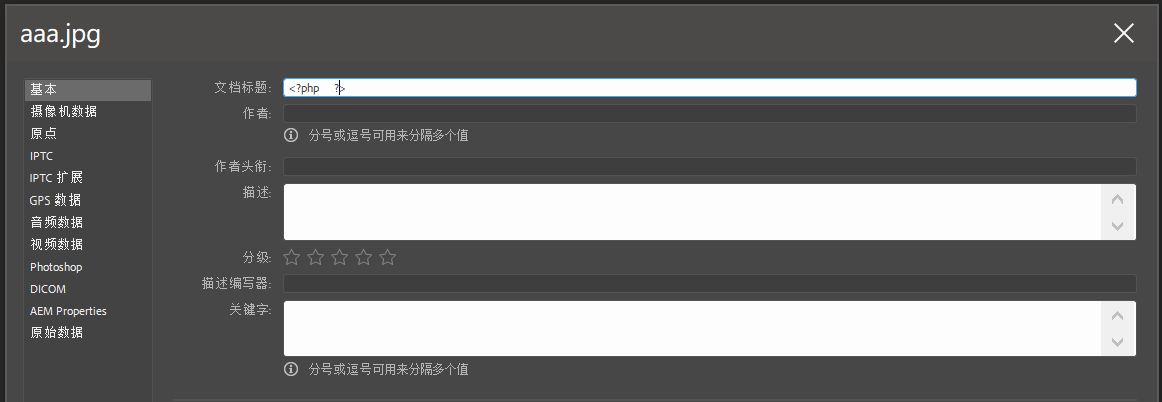 aaa.jpg
基本
摄像机数据
原点
IPTC
IPTC 扩展
GPS 数据
音频数据
视频数据
Photoshop
DICOM
AEM Properties
原始数据
文档标题: <?php ?>
作者:
分号或逗号可用来分隔多个值
作者头衔:
描述:
分级:
描述编写器:
关键字:
分号或逗号可用来分隔多个值